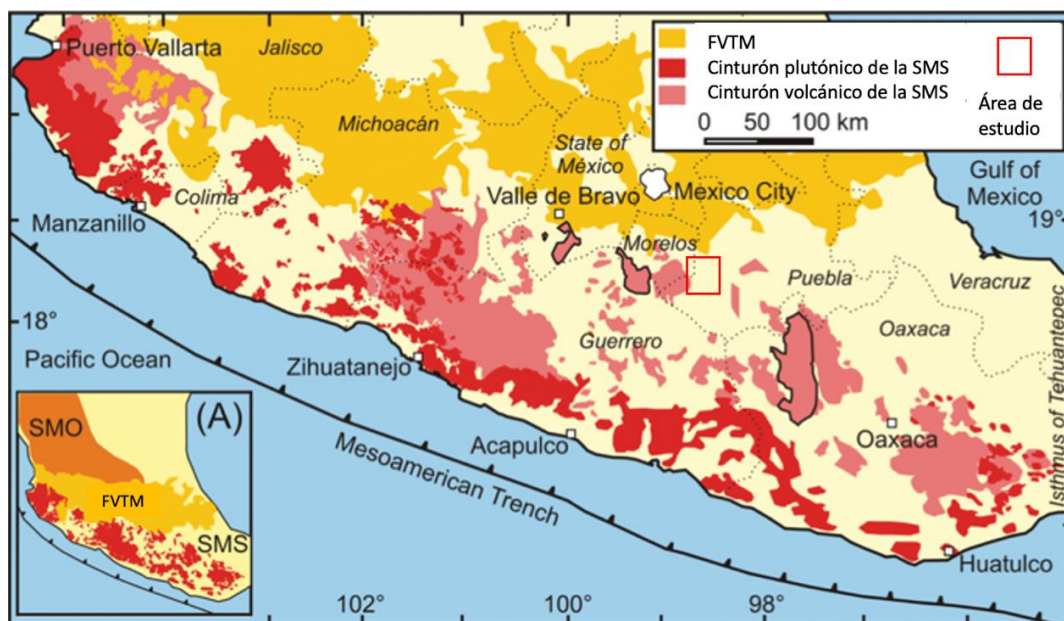 Puerto Vallarta
Jalisco
FVTM
Cinturón plutónico de la SMS
Cinturón volcánico de la SMS
0 50 100 km
Área de
estudio
Michoacán
State of
México
Mexico City
Valle de Bravo
Gulf of
Mexico
19°
Colima
Manzanillo
Morelos
Puebla
Veracruz
18°
Guerrero
Oaxaca
Pacific Ocean
Zihuatanejo
Isthmus of Tehuantepec
(A)
SMO
FVTM
SMS
Acapulco
Oaxaca
Mesoamerican Trench
Huatulco
102°
100°
98°